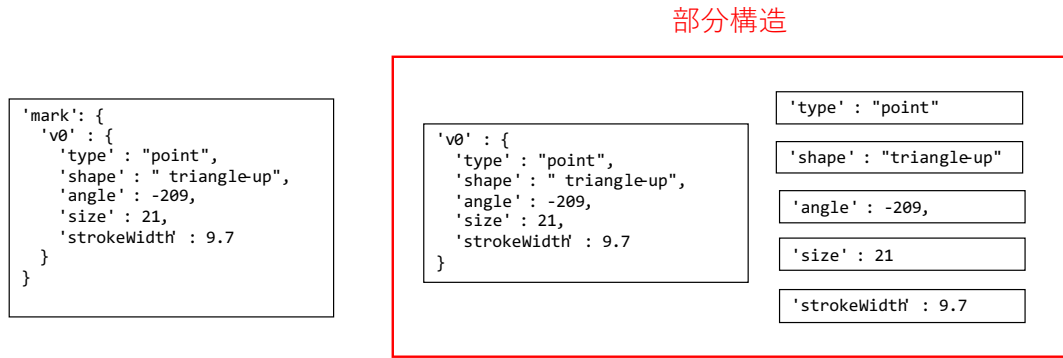 部分構造
'mark': {
'v0' : {
'type' : "point",
'shape' : " triangle-up",
'angle' : -209,
'size' : 21,
'strokeWidth' : 9.7
}
}
'v0' : {
'type' : "point",
'shape' : " triangle-up",
'angle' : -209,
'size' : 21,
'strokeWidth' : 9.7
}
'type' : "point"
'shape' : "triangle-up"
'angle' : -209,
'size' : 21
'strokeWidth' : 9.7